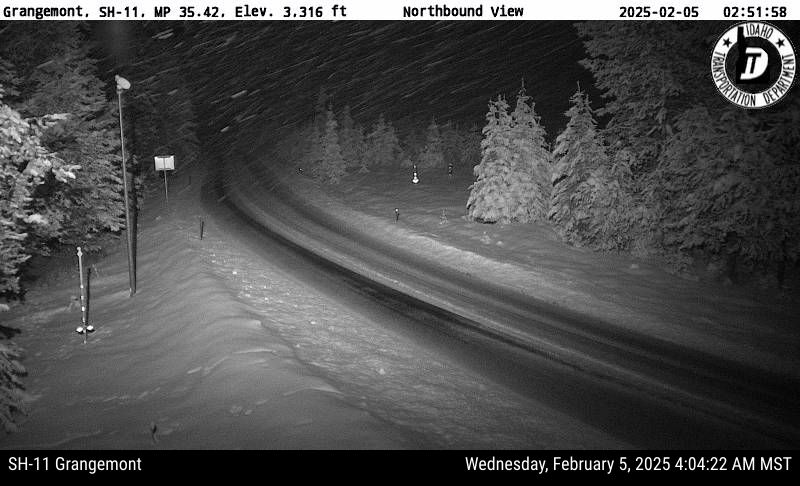 Grangemont, SH-11, MP 35.42, Elev. 3,316 ft Northbound View 2025-02-05 02:51:58
IDAHO
TRANSPORTATION DEPARTMENT
SH-11 Grangemont Wednesday, February 5, 2025 4:04:22 AM MST